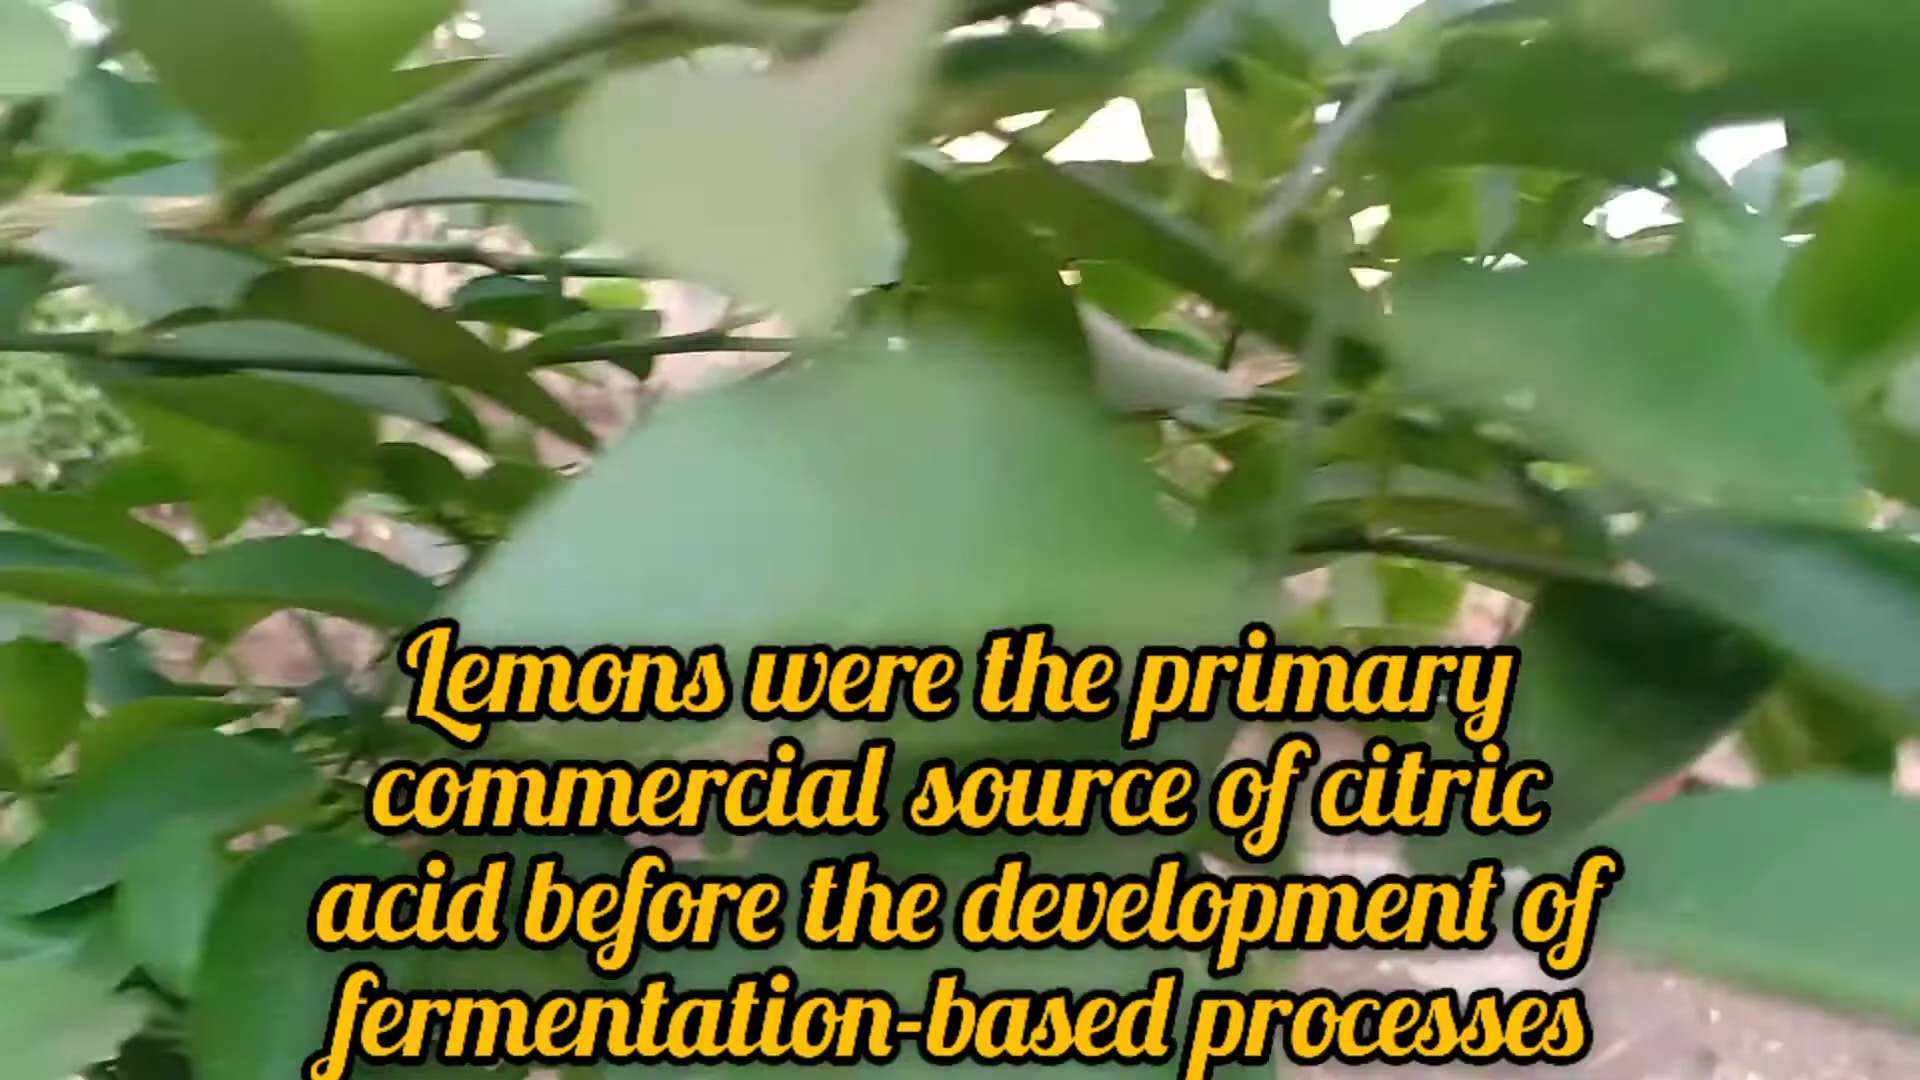 Lemons were the primary
commercial source of citric
acid before the development of
fermentation-based processes